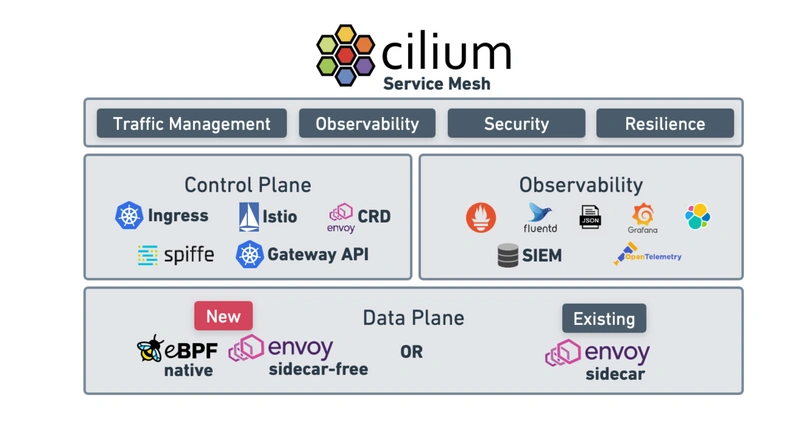 cilium
Service Mesh
Traffic Management Observability Security Resilience
Control Plane
Ingress Istio envoy CRD
spiffe Gateway API
Observability
fluentd JSON Grafana
SIEM OpenTelemetry
New Data Plane Existing
eBPF native envoy sidecar-free OR envoy sidecar